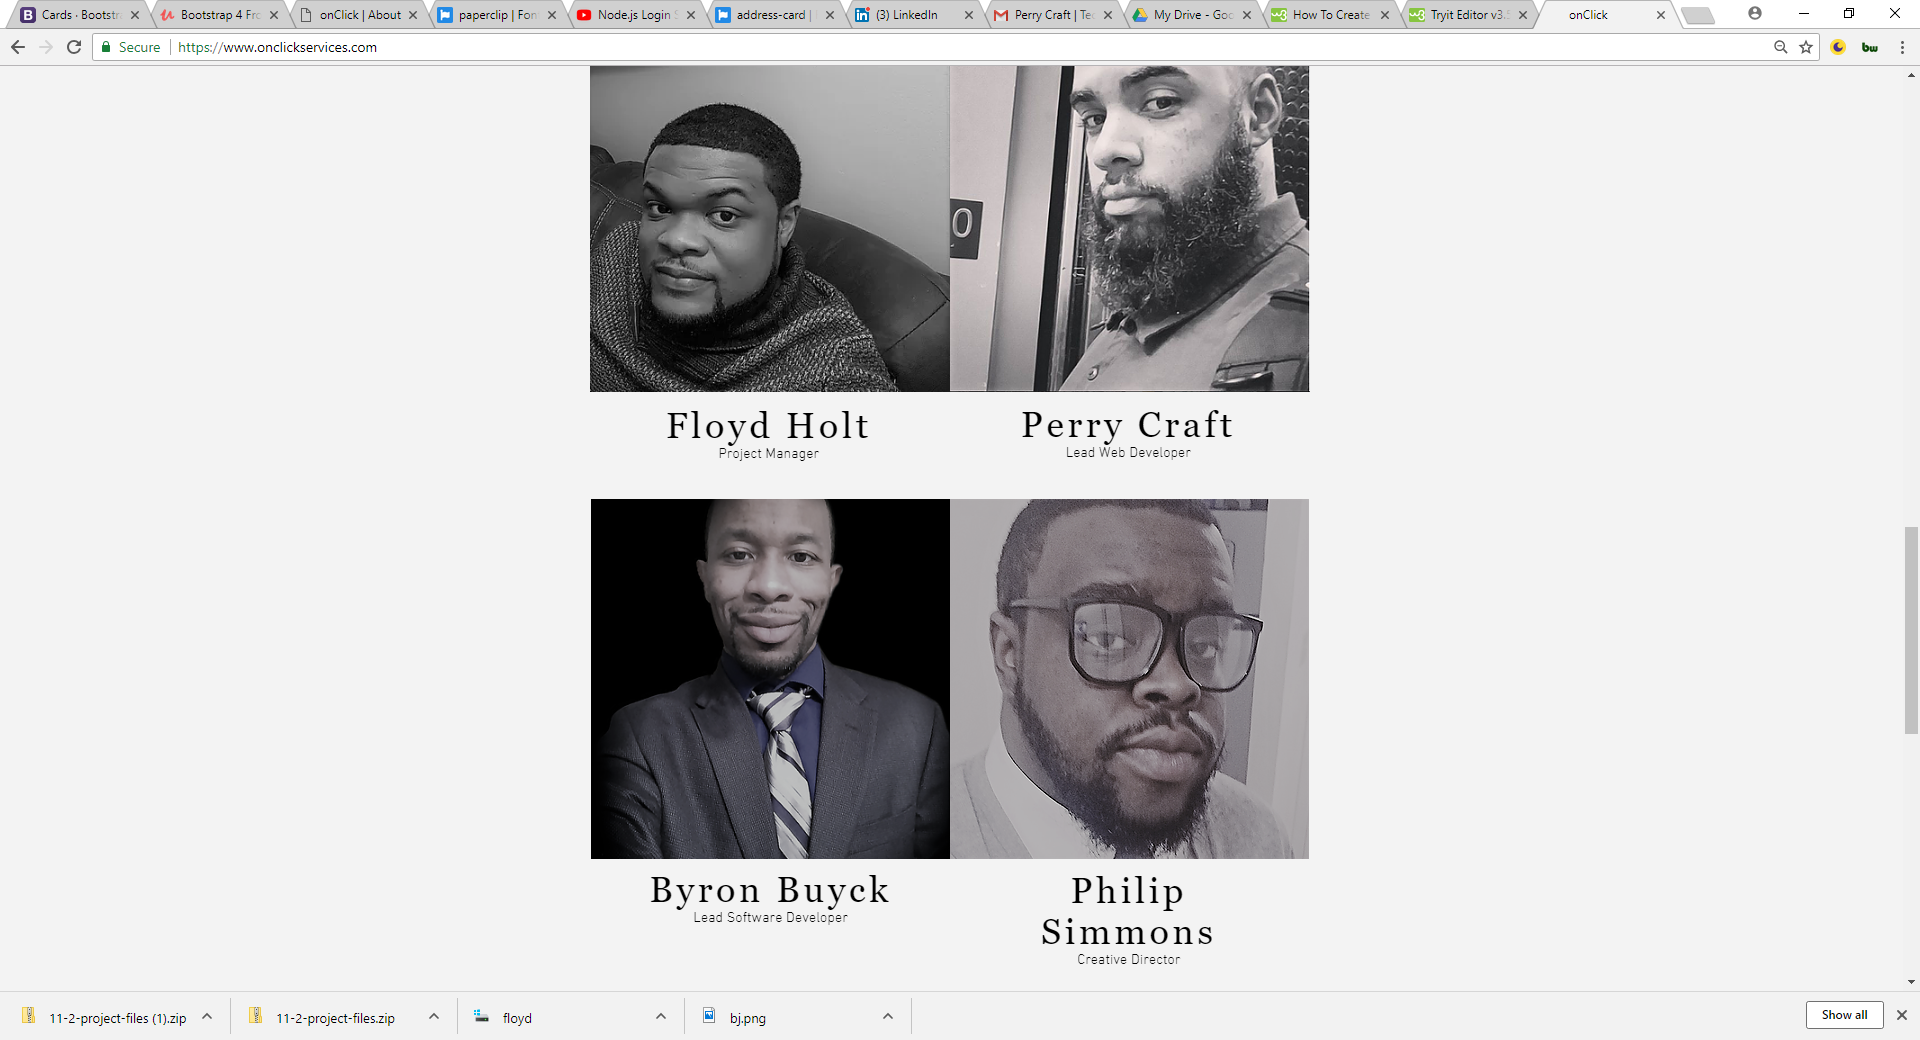 Cards · Bootstr
Bootstrap 4 Fr
onClick | About
paperclip | Fon
Node.js Login
address-card |
(3) LinkedIn
Perry Craft | Te
My Drive - Goo
How To Create
Tryit Editor v3.
onClick
Secure
https://www.onclickservices.com
bw
0
Floyd Holt
Project Manager
Perry Craft
Lead Web Developer
Byron Buyck
Lead Software Developer
Philip
Simmons
Creative Director
11-2-project-files (1).zip
11-2-project-files.zip
floyd
bj.png
Show all